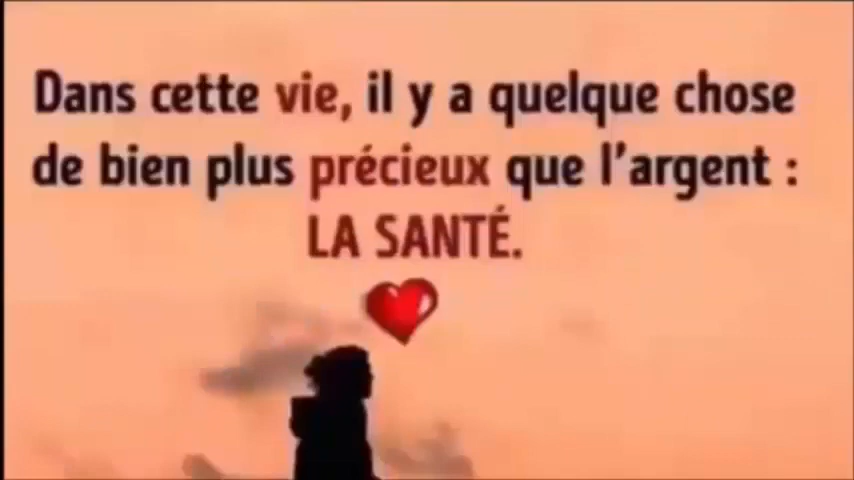 Dans cette vie, il y a quelque chose
de bien plus précieux que l'argent :
LA SANTÉ.